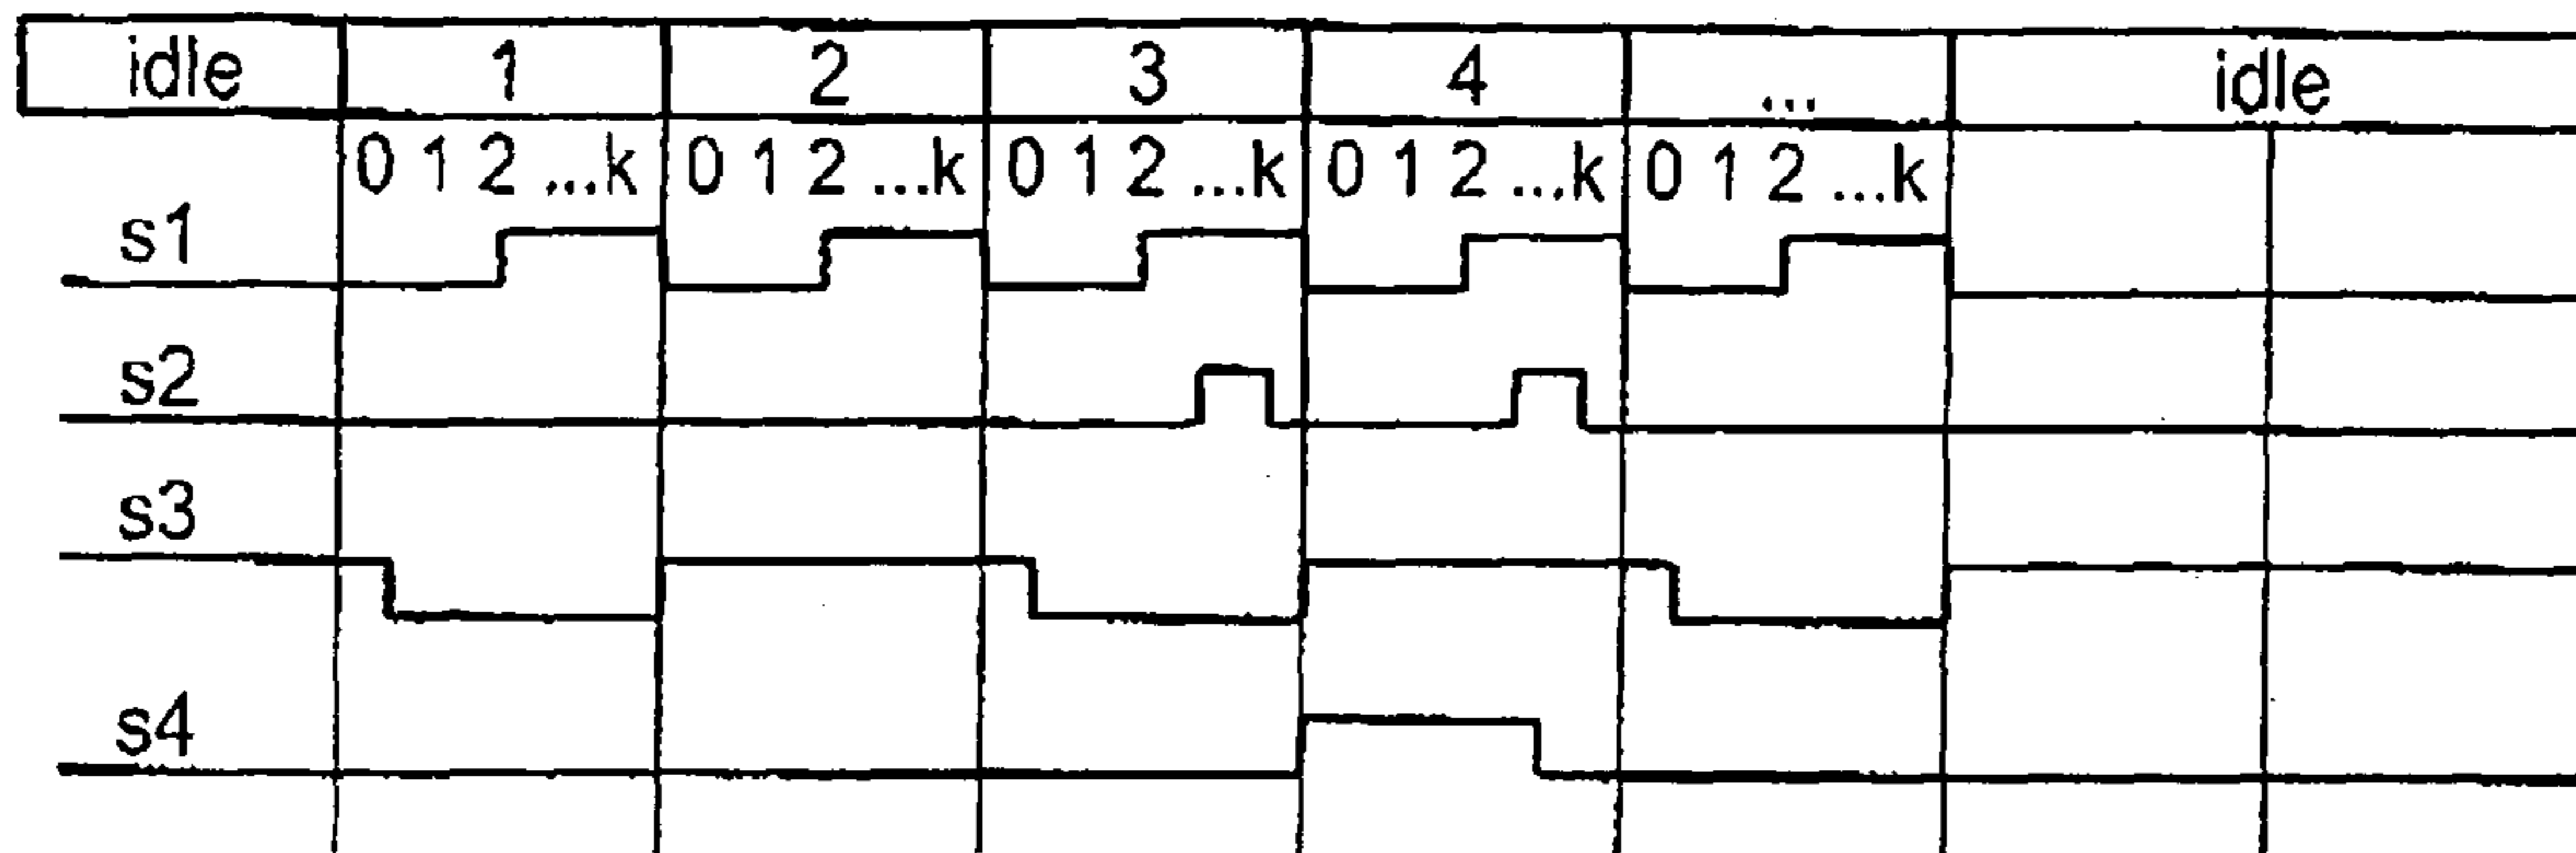 idle 1 2 3 4 ... idle
0 1 2 ...k 0 1 2 ...k 0 1 2 ...k 0 1 2 ...k 0 1 2 ...k
s1
s2
s3
s4